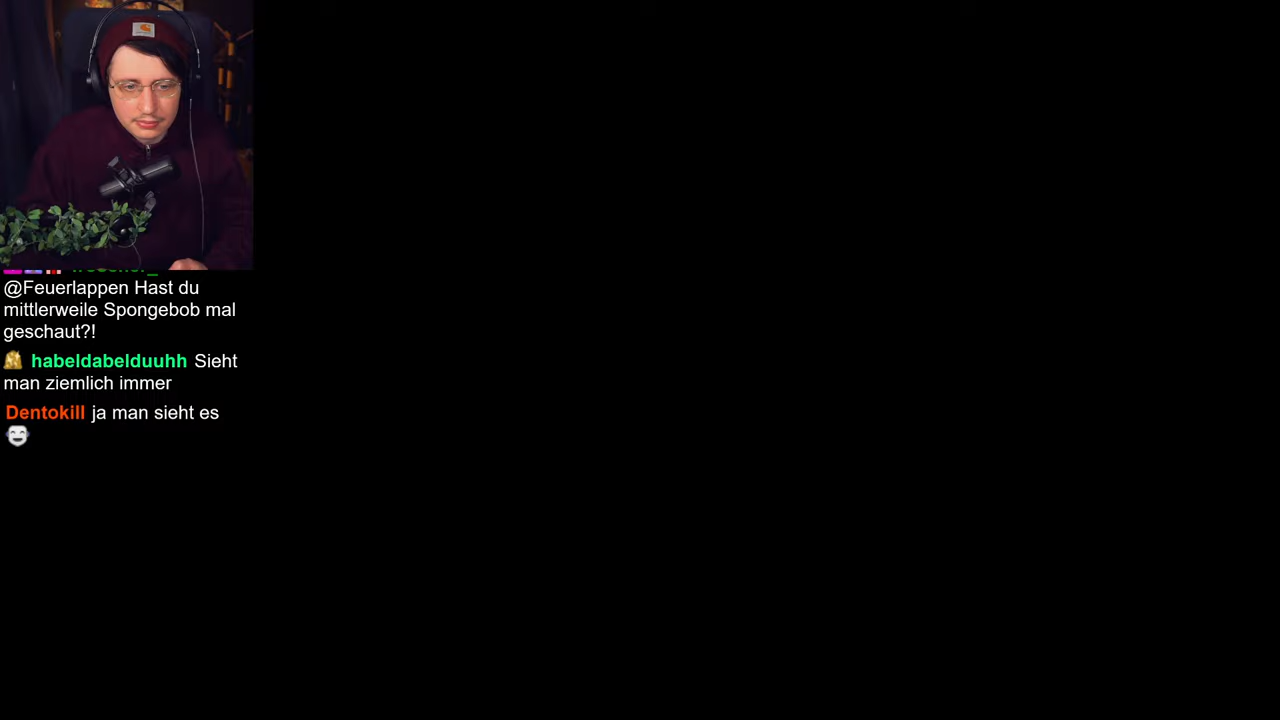 @Feuerlappen Hast du
mittlerweile Spongebob mal
geschaut?!
habeldabelduuhh Sieht
man ziemlich immer
Dentokill ja man sieht es